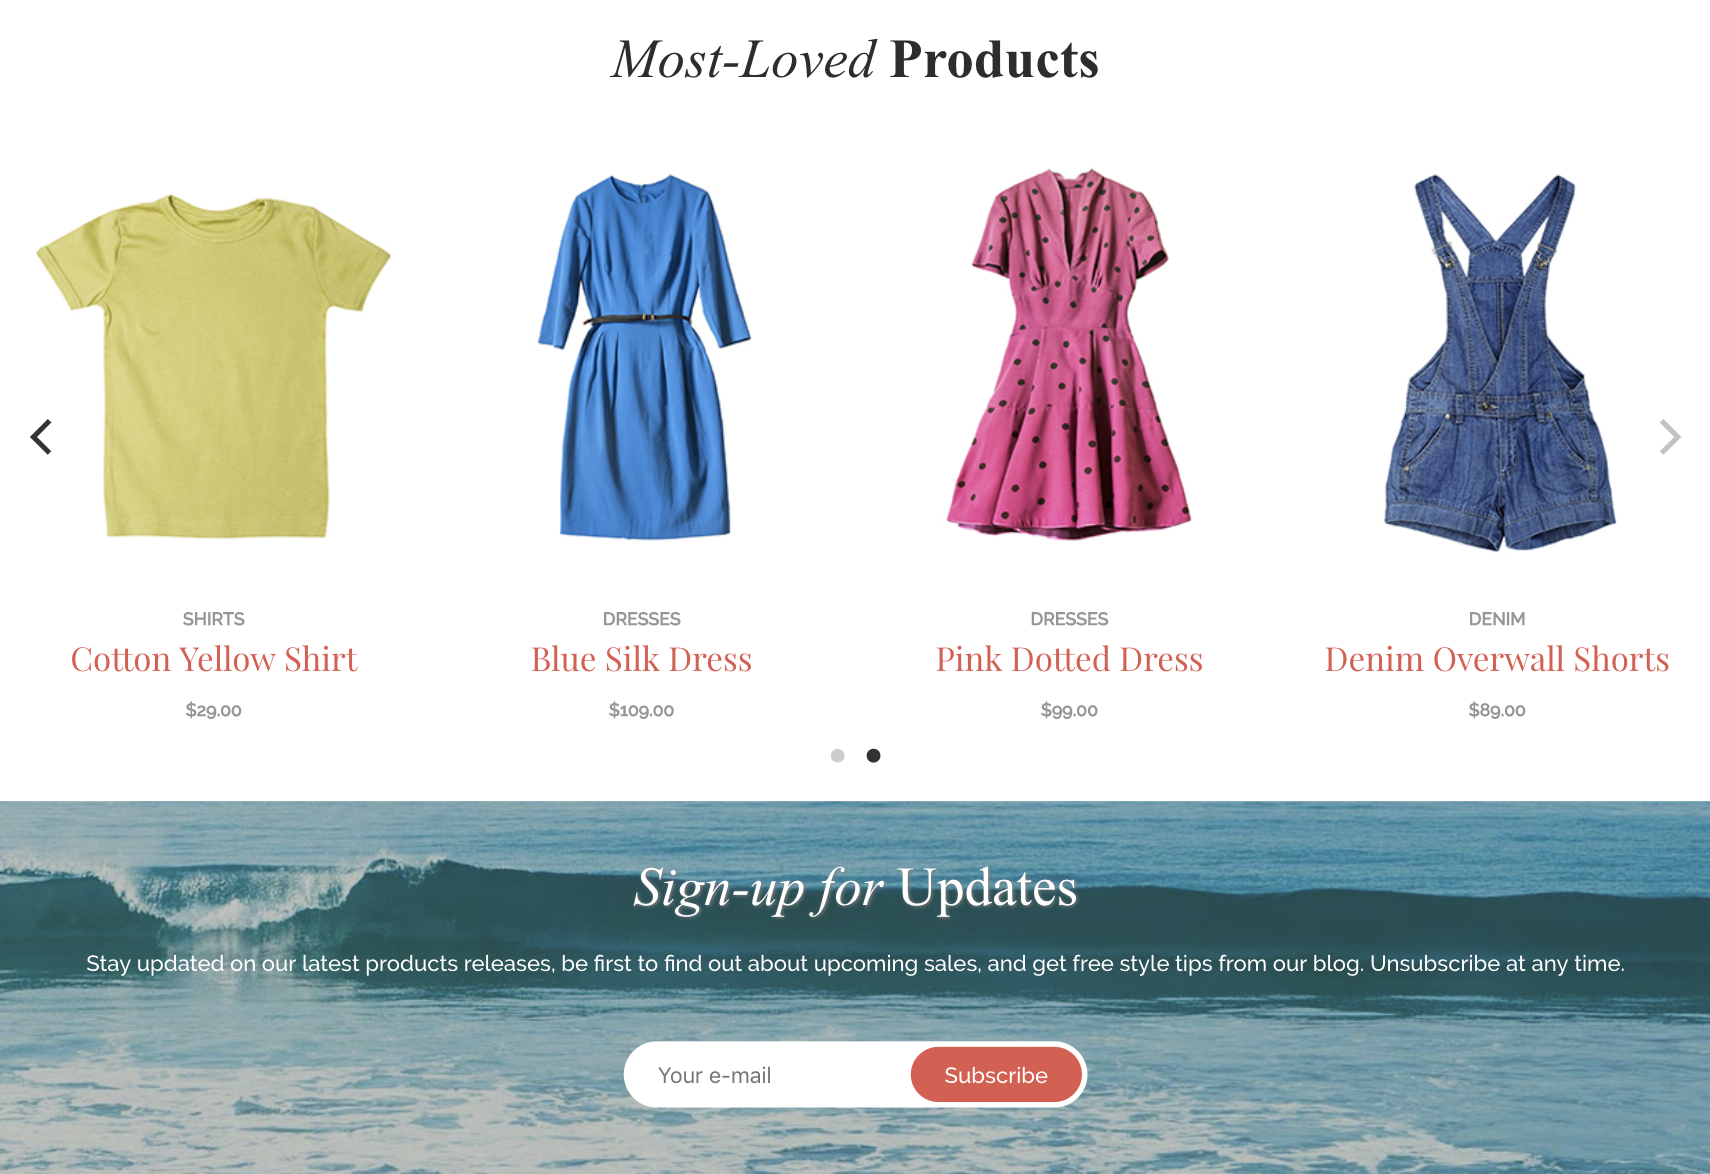 Most-Loved Products
SHIRTS
Cotton Yellow Shirt
$29.00
DRESSES
Blue Silk Dress
$109.00
DRESSES
Pink Dotted Dress
$99.00
DENIM
Denim Overwall Shorts
$89.00
Sign-up for Updates
Stay updated on our latest products releases, be first to find out about upcoming sales, and get free style tips from our blog. Unsubscribe at any time.
Your e-mail
Subscribe